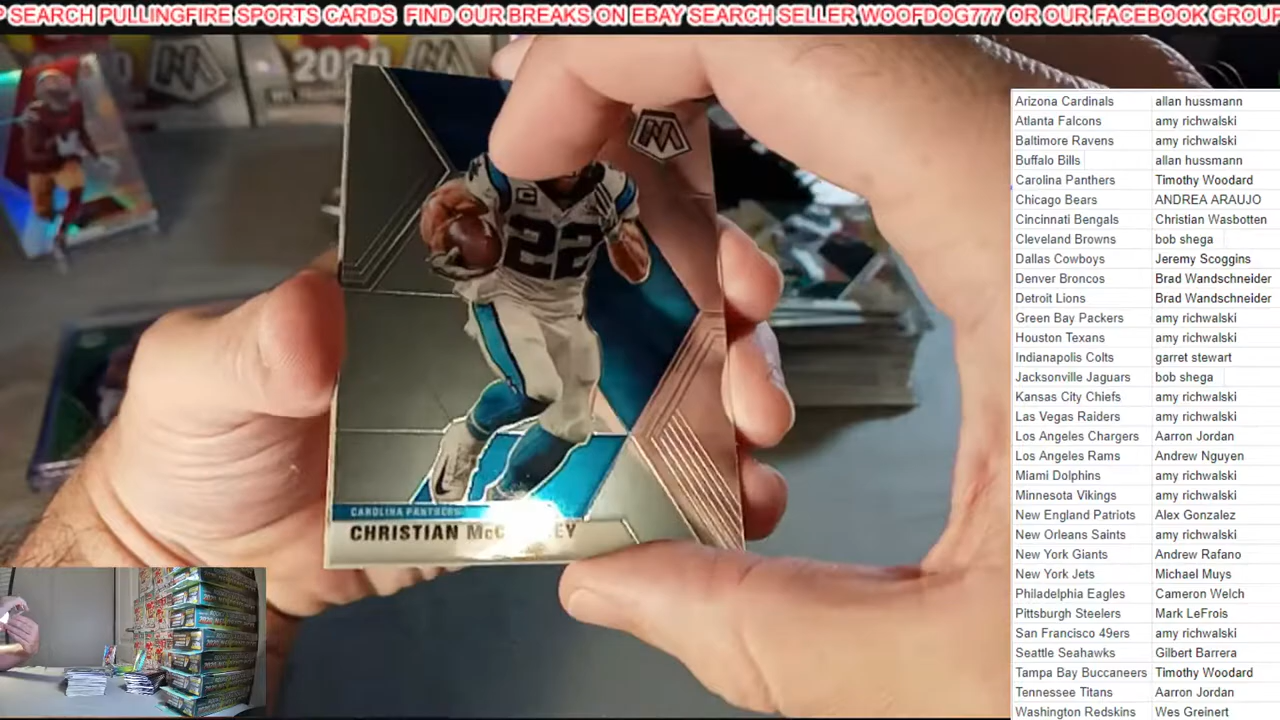 P SEARCH PULLINGFIRE SPORTS CARDS FIND OUR BREAKS ON EBAY SEARCH SELLER WOOFDOG777 OR OUR FACEBOOK GROUP
2020
22
CAROLINA PANTHERS
CHRISTIAN
Arizona Cardinals allan hussmann
Atlanta Falcons amy richwalski
Baltimore Ravens amy richwalski
Buffalo Bills allan hussmann
Carolina Panthers Timothy Woodard
Chicago Bears ANDREA ARAUJO
Cincinnati Bengals Christian Wasbotten
Cleveland Browns bob shega
Dallas Cowboys Jeremy Scoggins
Denver Broncos Brad Wandschneider
Detroit Lions Brad Wandschneider
Green Bay Packers amy richwalski
Houston Texans amy richwalski
Indianapolis Colts garret stewart
Jacksonville Jaguars bob shega
Kansas City Chiefs amy richwalski
Las Vegas Raiders amy richwalski
Los Angeles Chargers Aarron Jordan
Los Angeles Rams Andrew Nguyen
Miami Dolphins amy richwalski
Minnesota Vikings amy richwalski
New England Patriots Alex Gonzalez
New Orleans Saints amy richwalski
New York Giants Andrew Rafano
New York Jets Michael Muys
Philadelphia Eagles Cameron Welch
Pittsburgh Steelers Mark LeFrois
San Francisco 49ers amy richwalski
Seattle Seahawks Gilbert Barrera
Tampa Bay Buccaneers Timothy Woodard
Tennessee Titans Aarron Jordan
Washington Redskins Wes Greinert